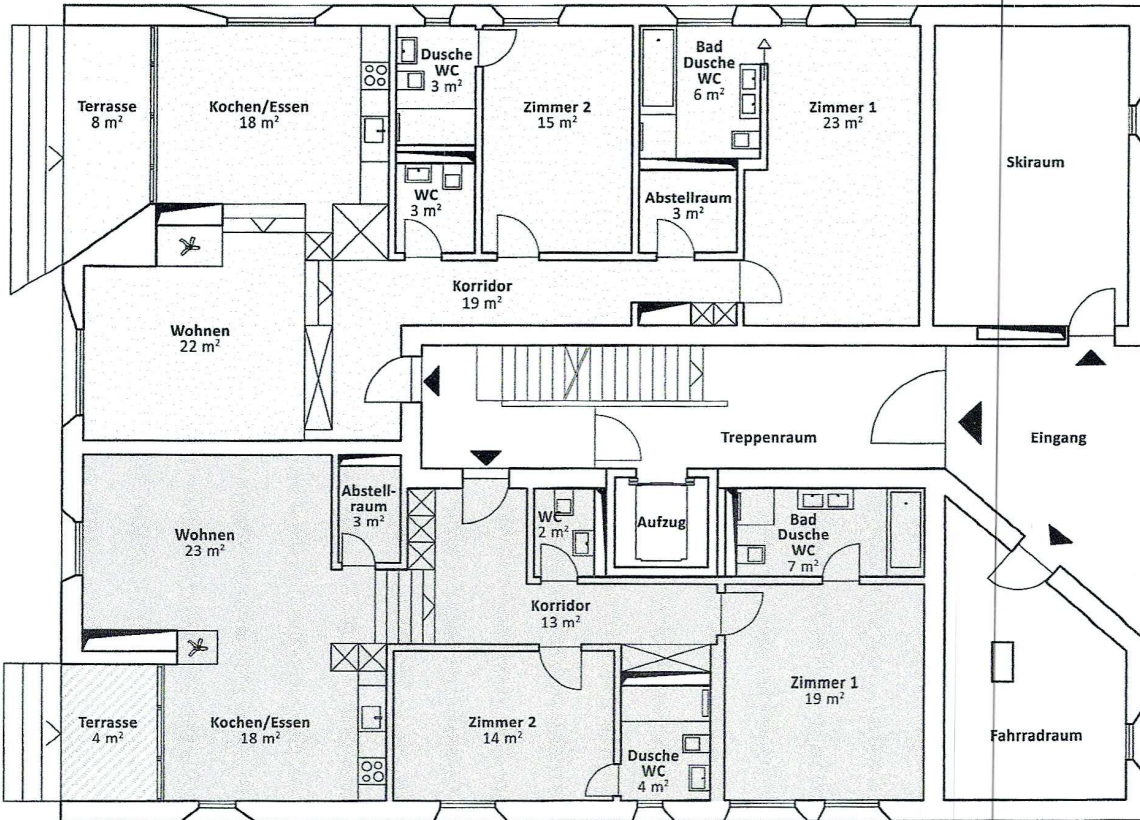 Terrasse
8 m²
Kochen/Essen
18 m²
Dusche
WC
3 m²
Zimmer 2
15 m²
Bad
Dusche
WC
6 m²
Zimmer 1
23 m²
Skiraum
WC
3 m²
Abstellraum
3 m²
Korridor
19 m²
Wohnen
22 m²
Treppenraum
Eingang
Wohnen
23 m²
Abstell-
raum
3 m²
WC
2 m²
Aufzug
Bad
Dusche
WC
7 m²
Korridor
13 m²
Terrasse
4 m²
Kochen/Essen
18 m²
Zimmer 2
14 m²
Dusche
WC
4 m²
Zimmer 1
19 m²
Fahrradraum